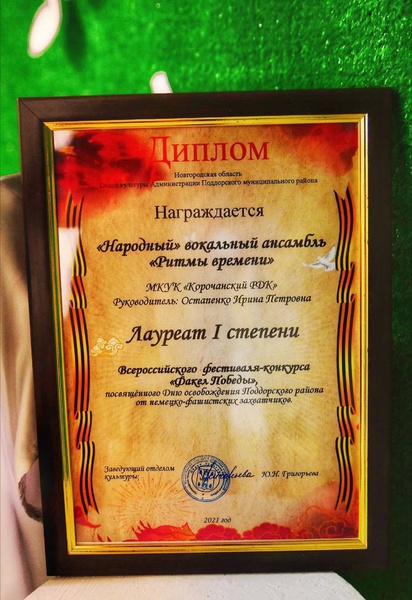 Диплом
Новгородская область
Отдел культуры Администрации Поддорского муниципального района
Награждается
«Народный» вокальный ансамбль
«Ритмы времени»
МКУК «Корочанский РДК»
Руководитель: Остапенко Ирина Петровна
Лауреат I степени
Всероссийского фестиваля-конкурса
«Факел Победы»,
посвящённого Дню освобождения Поддорского района
от немецко-фашистских захватчиков.
Заведующий отделом
культуры:
Ю.Н. Григорьева
2021 год